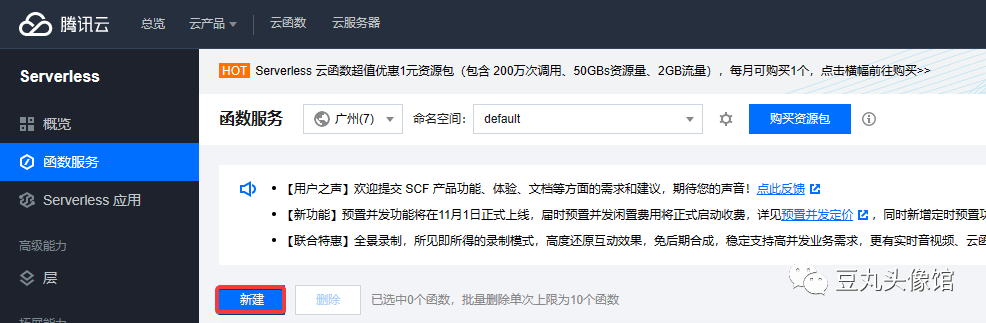 腾讯云 总览 云产品 云函数 云服务器
Serverless
HOT Serverless 云函数超值优惠1元资源包（包含 200万次调用、50GBs资源量、2GB流量），每月可购买1个，点击横幅前往购买>>
概览
函数服务 广州(7) 命名空间： default 购买资源包
函数服务
【用户之声】欢迎提交 SCF 产品功能、体验、文档等方面的需求和建议，期待您的声音！点此反馈
Serverless 应用
【新功能】预置并发功能将在11月1日正式上线，届时预置并发闲置费用将正式启动收费，详见预置并发定价 ，同时新增定时预置功
【联合特惠】全景录制，所见即所得的录制模式，高度还原互动效果，免后期合成，稳定支持高并发业务需求，更有实时音视频、云函
高级能力
层
豆丸头像馆
新建 删除 已选中0个函数，批量删除单次上限为10个函数